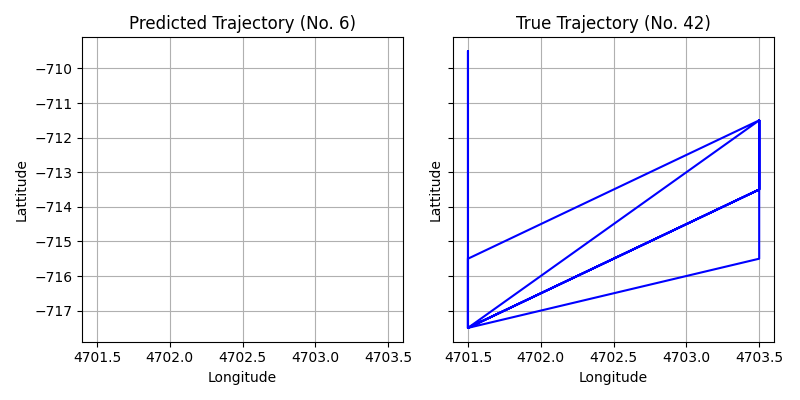 Predicted Trajectory (No. 6)
True Trajectory (No. 42)
Lattitude
−710
−711
−712
−713
−714
−715
−716
−717
4701.5 4702.0 4702.5 4703.0 4703.5
Longitude
Lattitude
4701.5 4702.0 4702.5 4703.0 4703.5
Longitude